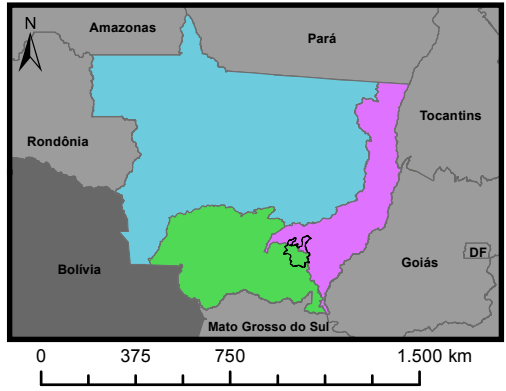 N
Amazonas
Pará
Tocantins
Rondônia
Bolívia
Goiás
DF
Mato Grosso do Sul
0 375 750 1.500 km